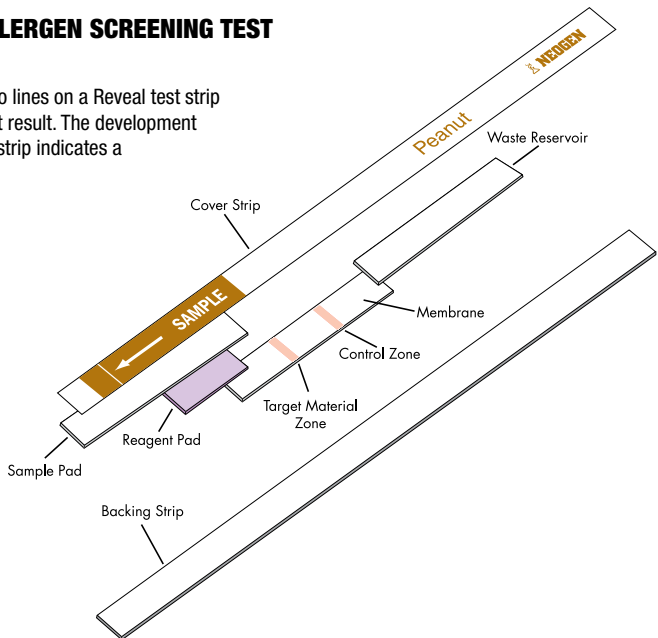 LERGEN SCREENING TEST
o lines on a Reveal test strip
t result. The development
strip indicates a
NEOGEN
Peanut
Waste Reservoir
Cover Strip
SAMPLE
Membrane
Control Zone
Target Material
Zone
Reagent Pad
Sample Pad
Backing Strip